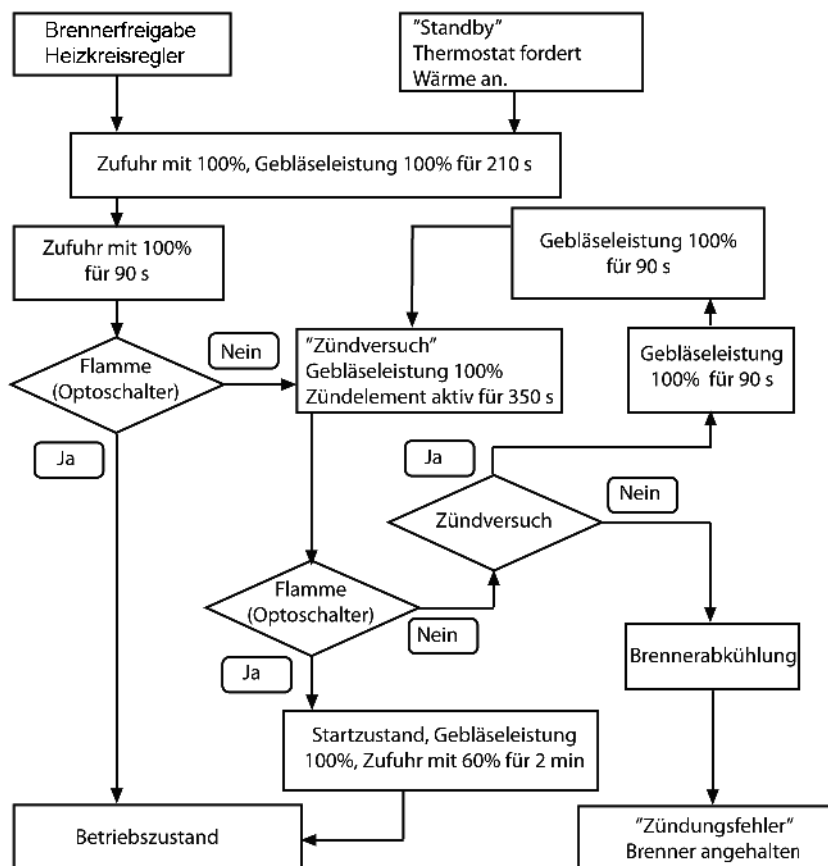 Brennerfreigabe
Heizkreisregler
"Standby"
Thermostat fordert
Wärme an.
Zufuhr mit 100%, Gebläseleistung 100% für 210 s
Zufuhr mit 100%
für 90 s
Gebläseleistung 100%
für 90 s
Flamme
(Optoschalter)
Nein
"Zündversuch"
Gebläseleistung 100%
Zündelement aktiv für 350 s
Gebläseleistung
100% für 90 s
Ja
Ja
Nein
Zündversuch
Flamme
(Optoschalter)
Nein
Ja
Brennerabkühlung
Startzustand, Gebläseleistung
100%, Zufuhr mit 60% für 2 min
Betriebszustand
"Zündungsfehler"
Brenner angehalten